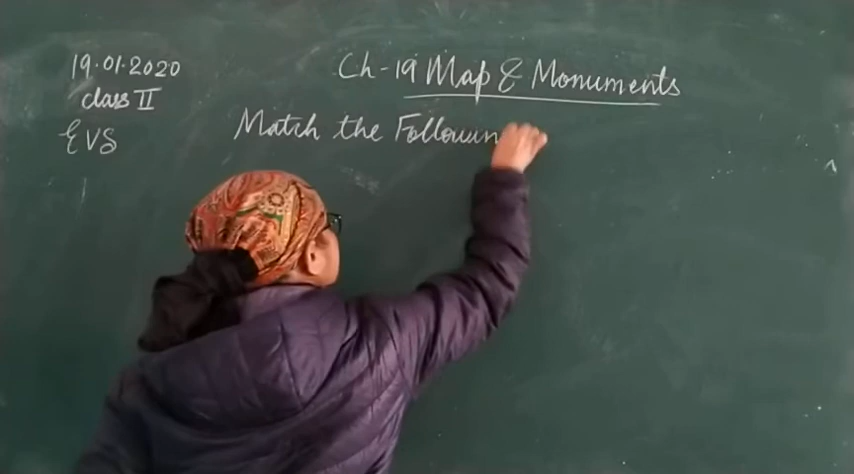 19.01.2020
Ch-19 Map & Monuments
class II
EVS
Match the Followin